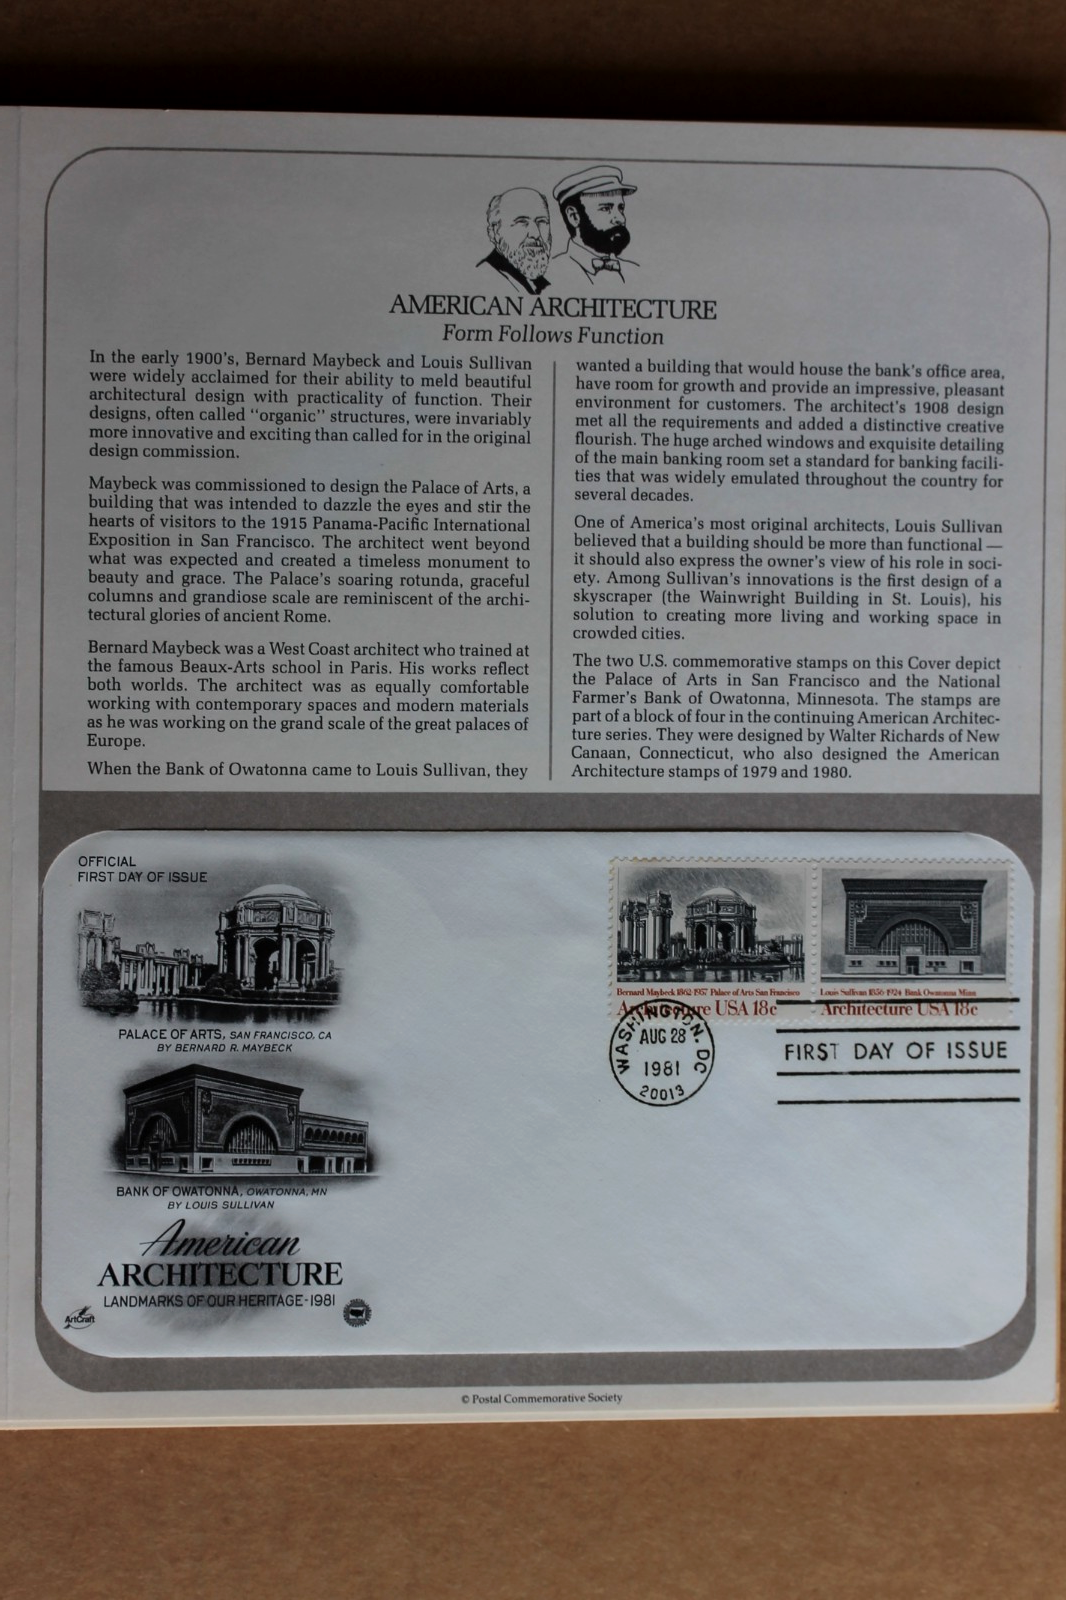 AMERICAN ARCHITECTURE
Form Follows Function
In the early 1900's, Bernard Maybeck and Louis Sullivan
were widely acclaimed for their ability to meld beautiful
architectural design with practicality of function. Their
designs, often called "organic" structures, were invariably
more innovative and exciting than called for in the original
design commission.
Maybeck was commissioned to design the Palace of Arts, a
building that was intended to dazzle the eyes and stir the
hearts of visitors to the 1915 Panama-Pacific International
Exposition in San Francisco. The architect went beyond
what was expected and created a timeless monument to
beauty and grace. The Palace's soaring rotunda, graceful
columns and grandiose scale are reminiscent of the archi-
tectural glories of ancient Rome.
Bernard Maybeck was a West Coast architect who trained at
the famous Beaux-Arts school in Paris. His works reflect
both worlds. The architect was as equally comfortable
working with contemporary spaces and modern materials
as he was working on the grand scale of the great palaces of
Europe.
When the Bank of Owatonna came to Louis Sullivan, they
wanted a building that would house the bank's office area,
have room for growth and provide an impressive, pleasant
environment for customers. The architect's 1908 design
met all the requirements and added a distinctive creative
flourish. The huge arched windows and exquisite detailing
of the main banking room set a standard for banking facili-
ties that was widely emulated throughout the country for
several decades.
One of America's most original architects, Louis Sullivan
believed that a building should be more than functional —
it should also express the owner's view of his role in soci-
ety. Among Sullivan's innovations is the first design of a
skyscraper (the Wainwright Building in St. Louis), his
solution to creating more living and working space in
crowded cities.
The two U.S. commemorative stamps on this Cover depict
the Palace of Arts in San Francisco and the National
Farmer's Bank of Owatonna, Minnesota. The stamps are
part of a block of four in the continuing American Architec-
ture series. They were designed by Walter Richards of New
Canaan, Connecticut, who also designed the American
Architecture stamps of 1979 and 1980.
OFFICIAL
FIRST DAY OF ISSUE
PALACE OF ARTS, SAN FRANCISCO, CA
BY BERNARD R. MAYBECK
BANK OF OWATONNA, OWATONNA, MN
BY LOUIS SULLIVAN
American
ARCHITECTURE
LANDMARKS OF OUR HERITAGE-1981
ArtCraft
Bernard Maybeck 1862-1957 Palace of Arts San Francisco
Architecture USA 18c
Louis Sullivan 1856-1924 Bank Owatonna Minn
Architecture USA 18c
WASHINGTON, DC
AUG 28
1981
20013
FIRST DAY OF ISSUE
© Postal Commemorative Society